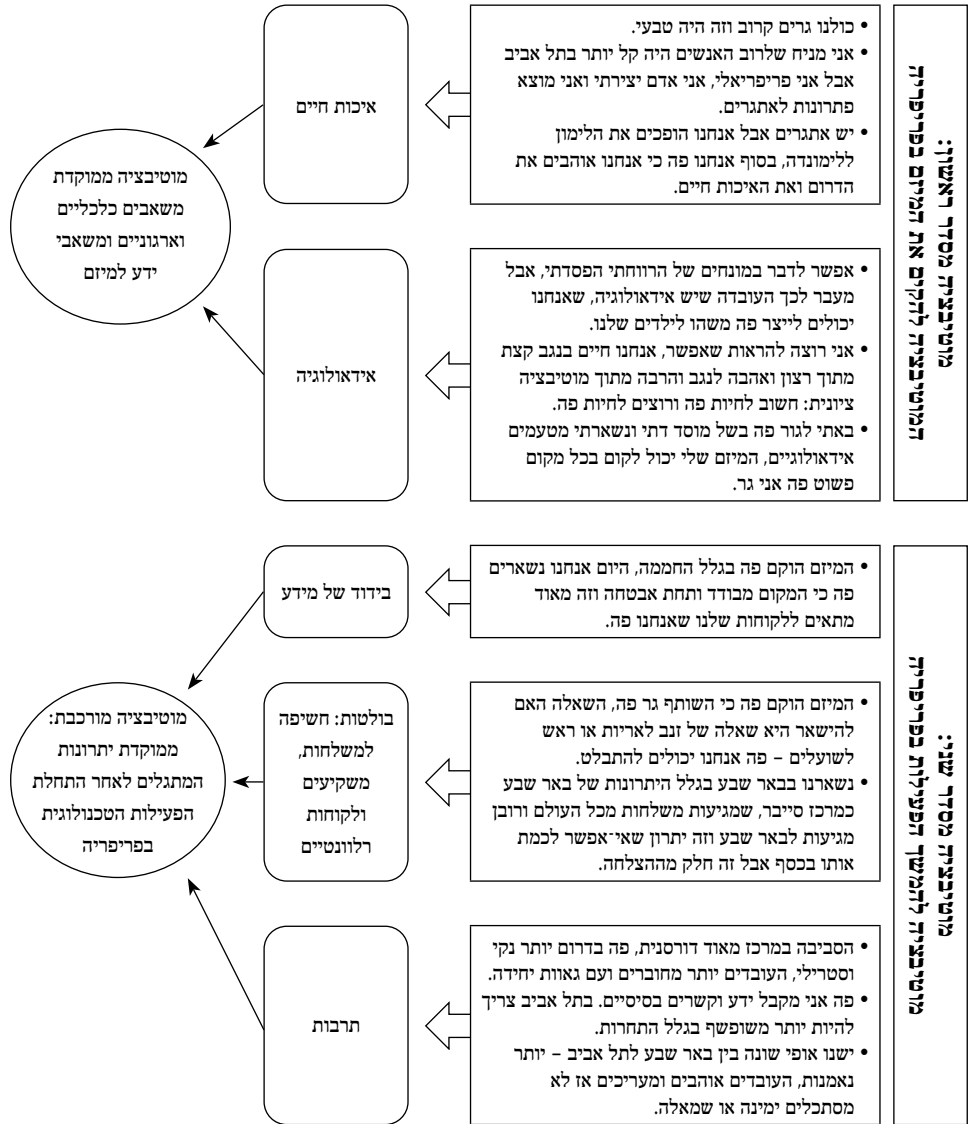 מוטיבציה מסדר ראשון:
המוטיבציה להקים את המיזם בפריפריה
• כולנו גרים קרוב וזה היה טבעי.
• אני מניח שלרוב האנשים היה קל יותר בתל אביב
אבל אני פריפריאלי, אני אדם יצירתי ואני מוצא
פתרונות לאתגרים.
• יש אתגרים אבל אנחנו הופכים את הלימון
ללימונדה, בסוף אנחנו פה כי אנחנו אוהבים את
הדרום ואת האיכות חיים.
איכות חיים
• אפשר לדבר במונחים של הרווחתי הפסדתי, אבל
מעבר לכך העובדה שיש אידאולוגיה, שאנחנו
יכולים לייצר פה משהו לילדים שלנו.
• אני רוצה להראות שאפשר, אנחנו חיים בנגב קצת
מתוך רצון ואהבה לנגב והרבה מתוך מוטיבציה
ציונית: חשוב לחיות פה ורוצים לחיות פה.
• באתי לגור פה בשל מוסד דתי ונשארתי מטעמים
אידאולוגיים, המיזם שלי יכול לקום בכל מקום
פשוט פה אני גר.
אידאולוגיה
מוטיבציה ממוקדת
משאבים כלכליים
וארגוניים ומשאבי
ידע למיזם
מוטיבציה מסדר שני:
מוטיבציה להמשך הפעילות בפריפריה
• המיזם הוקם פה בגלל החממה, היום אנחנו נשארים
פה כי המקום מבודד ותחת אבטחה וזה מאוד
מתאים ללקוחות שלנו שאנחנו פה.
בידוד של מידע
• המיזם הוקם פה כי השותף גר פה, השאלה האם
להישאר היא שאלה של זנב לאריות או ראש
לשועלים – פה אנחנו יכולים להתבלט.
• נשארנו בבאר שבע בגלל היתרונות של באר שבע
כמרכז סייבר, שמגיעות משלחות מכל העולם ורובן
מגיעות לבאר שבע וזה יתרון שאי־אפשר לכמת
אותו בכסף אבל זה חלק מההצלחה.
בולטות: חשיפה
למשלחות,
משקיעים
ולקוחות
רלוונטיים
• הסביבה במרכז מאוד דורסנית, פה בדרום יותר נקי
וסטרילי, העובדים יותר מחוברים ועם גאוות יחידה.
• פה אני מקבל ידע וקשרים בסיסיים. בתל אביב צריך
להיות יותר משופשף בגלל התחרות.
• ישנו אופי שונה בין באר שבע לתל אביב – יותר
נאמנות, העובדים אוהבים ומעריכים אז לא
מסתכלים ימינה או שמאלה.
תרבות
מוטיבציה מורכבת:
ממוקדת יתרונות
המתגלים לאחר התחלת
הפעילות הטכנולוגית
בפריפריה